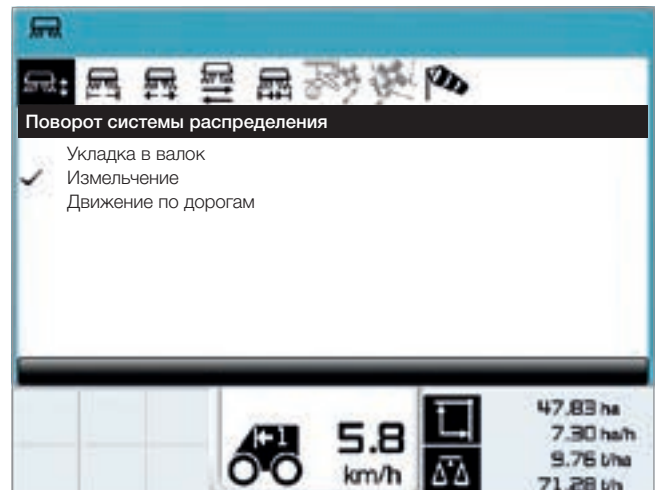 Поворот системы распределения
Укладка в валок
Измельчение
Движение по дорогам
1
5.8
km/h
47.83 ha
7.30 ha/h
9.76 t/ha
71.28 t/h